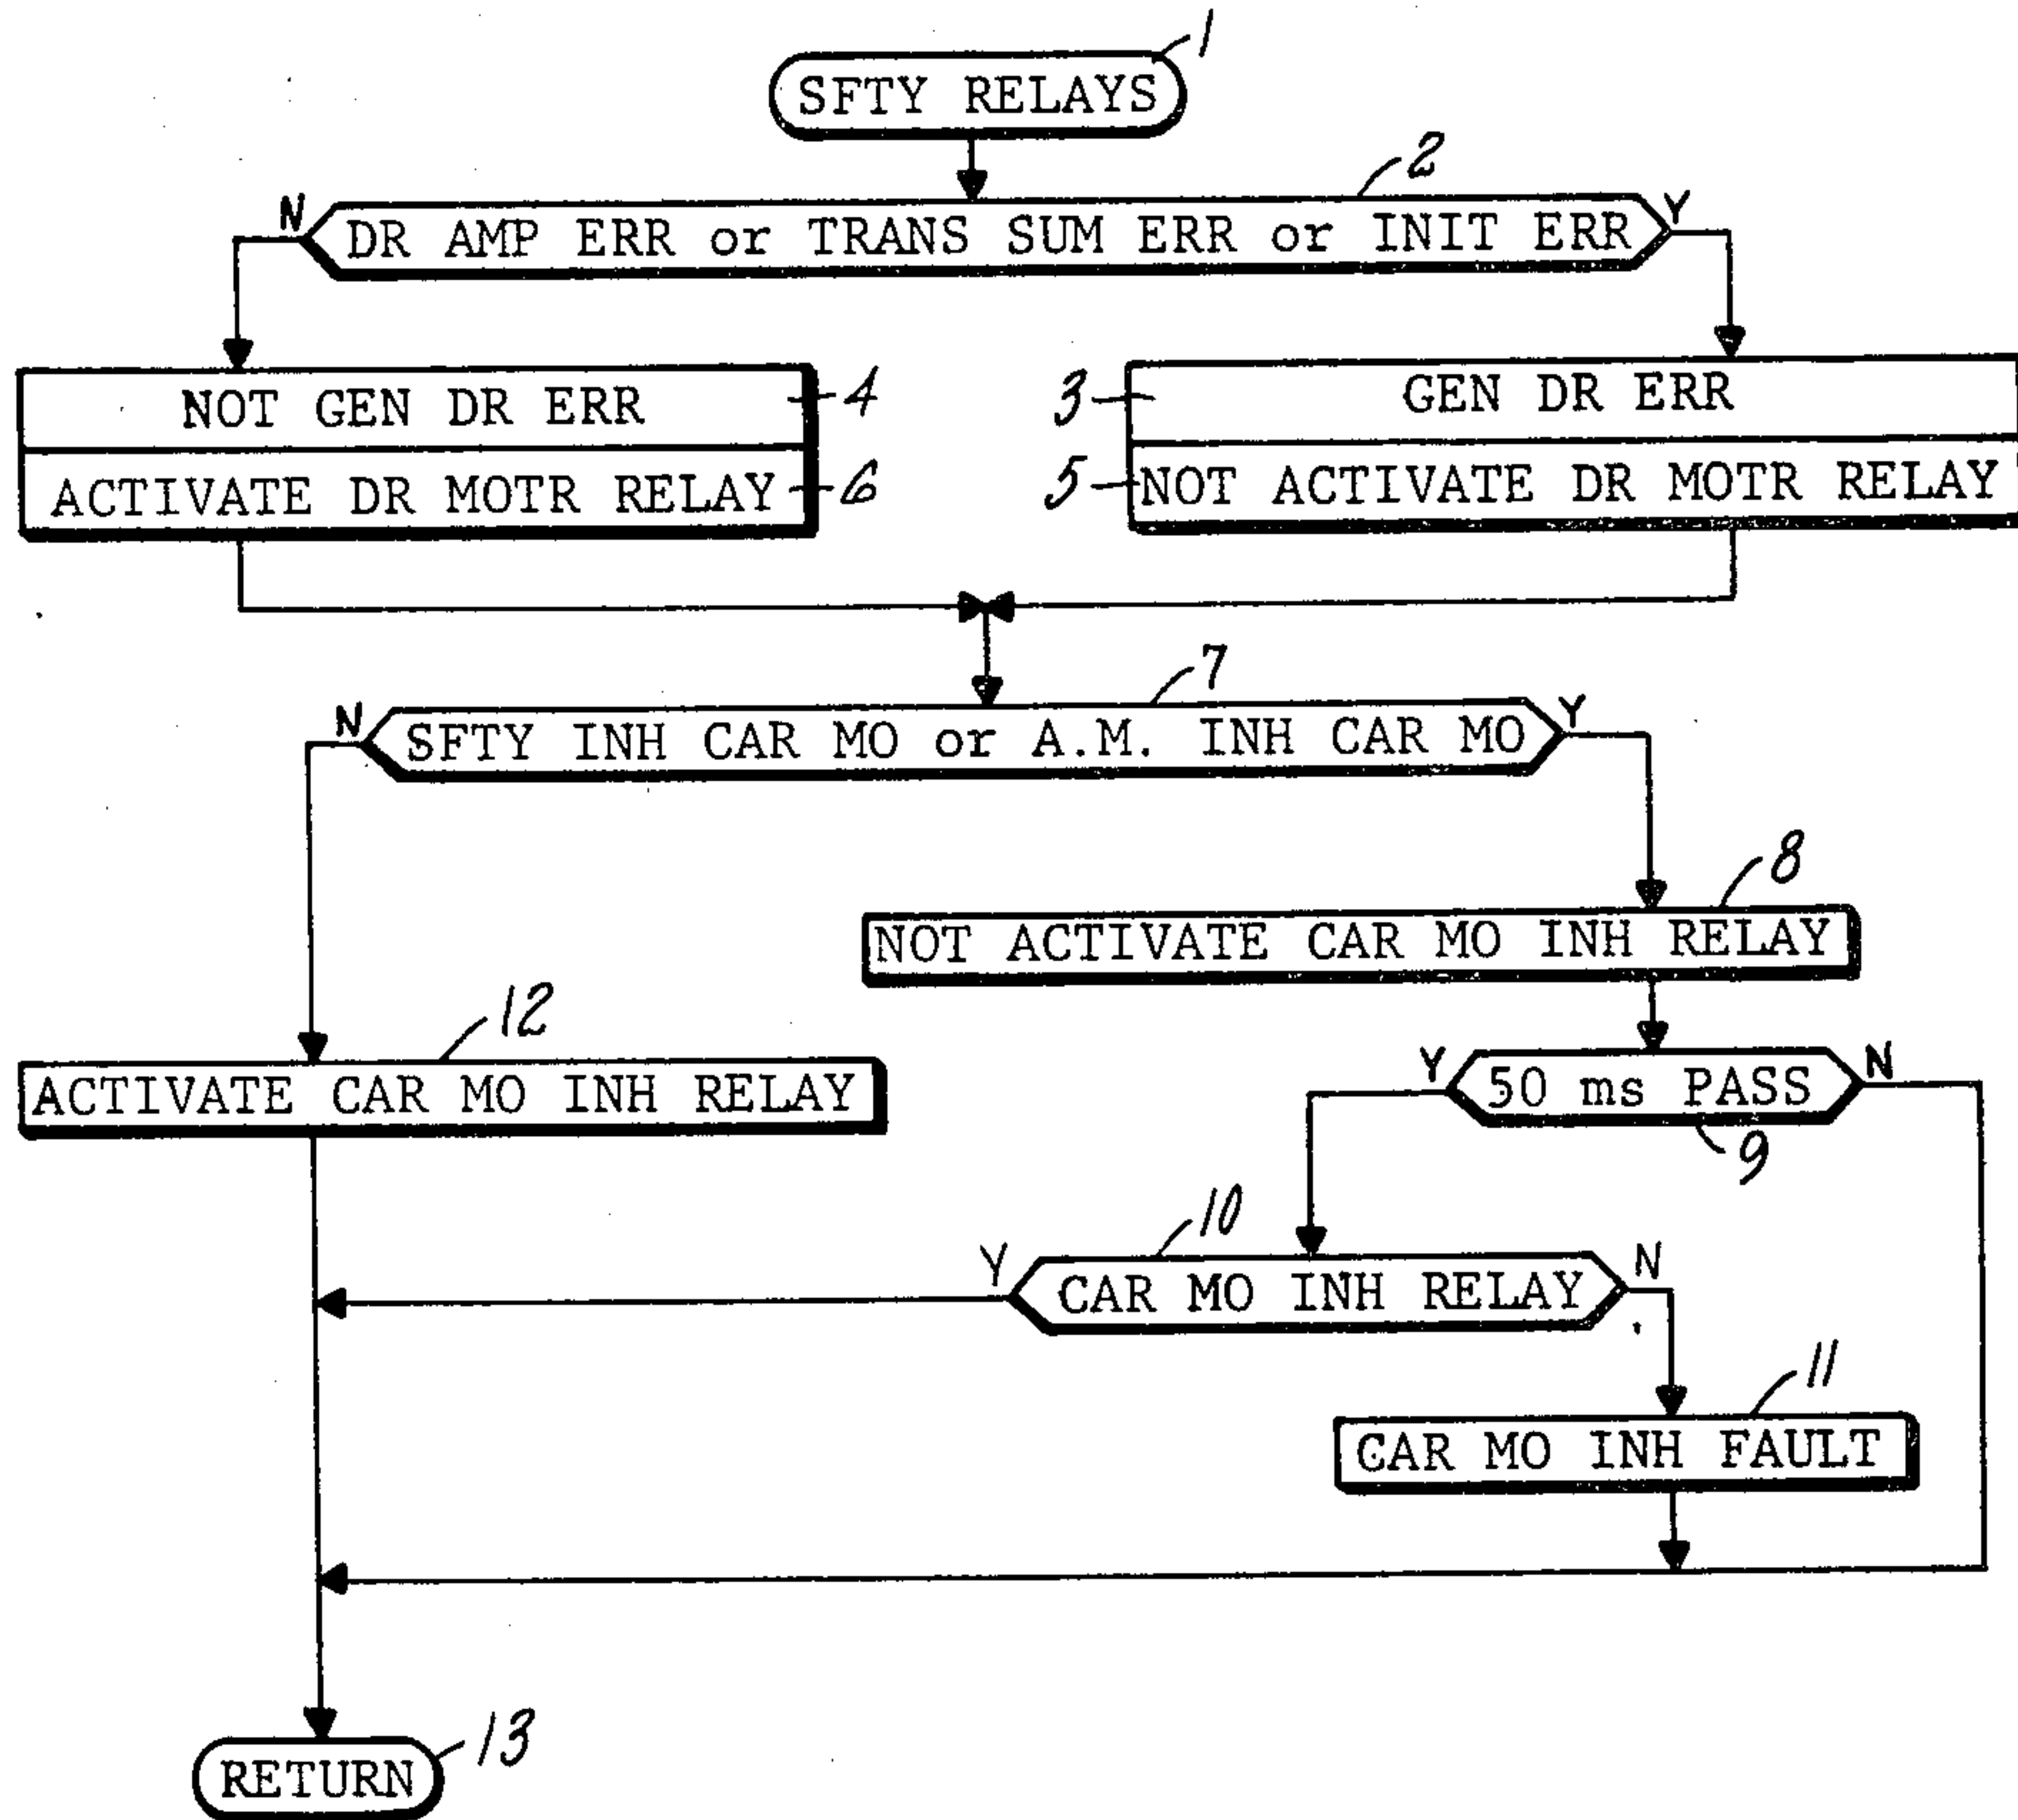 1
SFTY RELAYS
2
N
Y
DR AMP ERR or TRANS SUM ERR or INIT ERR
NOT GEN DR ERR
4
3
GEN DR ERR
ACTIVATE DR MOTR RELAY
6
5
NOT ACTIVATE DR MOTR RELAY
7
N
Y
SFTY INH CAR MO or A.M. INH CAR MO
8
NOT ACTIVATE CAR MO INH RELAY
12
ACTIVATE CAR MO INH RELAY
Y
50 ms PASS
N
9
10
Y
CAR MO INH RELAY
N
11
CAR MO INH FAULT
RETURN
13